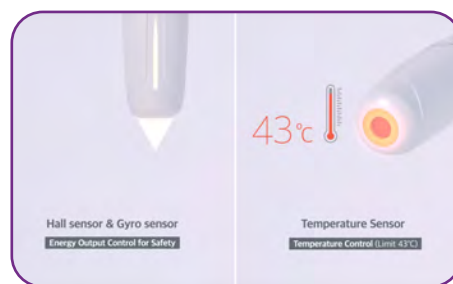 43℃
Hall sensor & Gyro sensor
Energy Output Control for Safety
Temperature Sensor
Temperature Control (Limit 43℃)